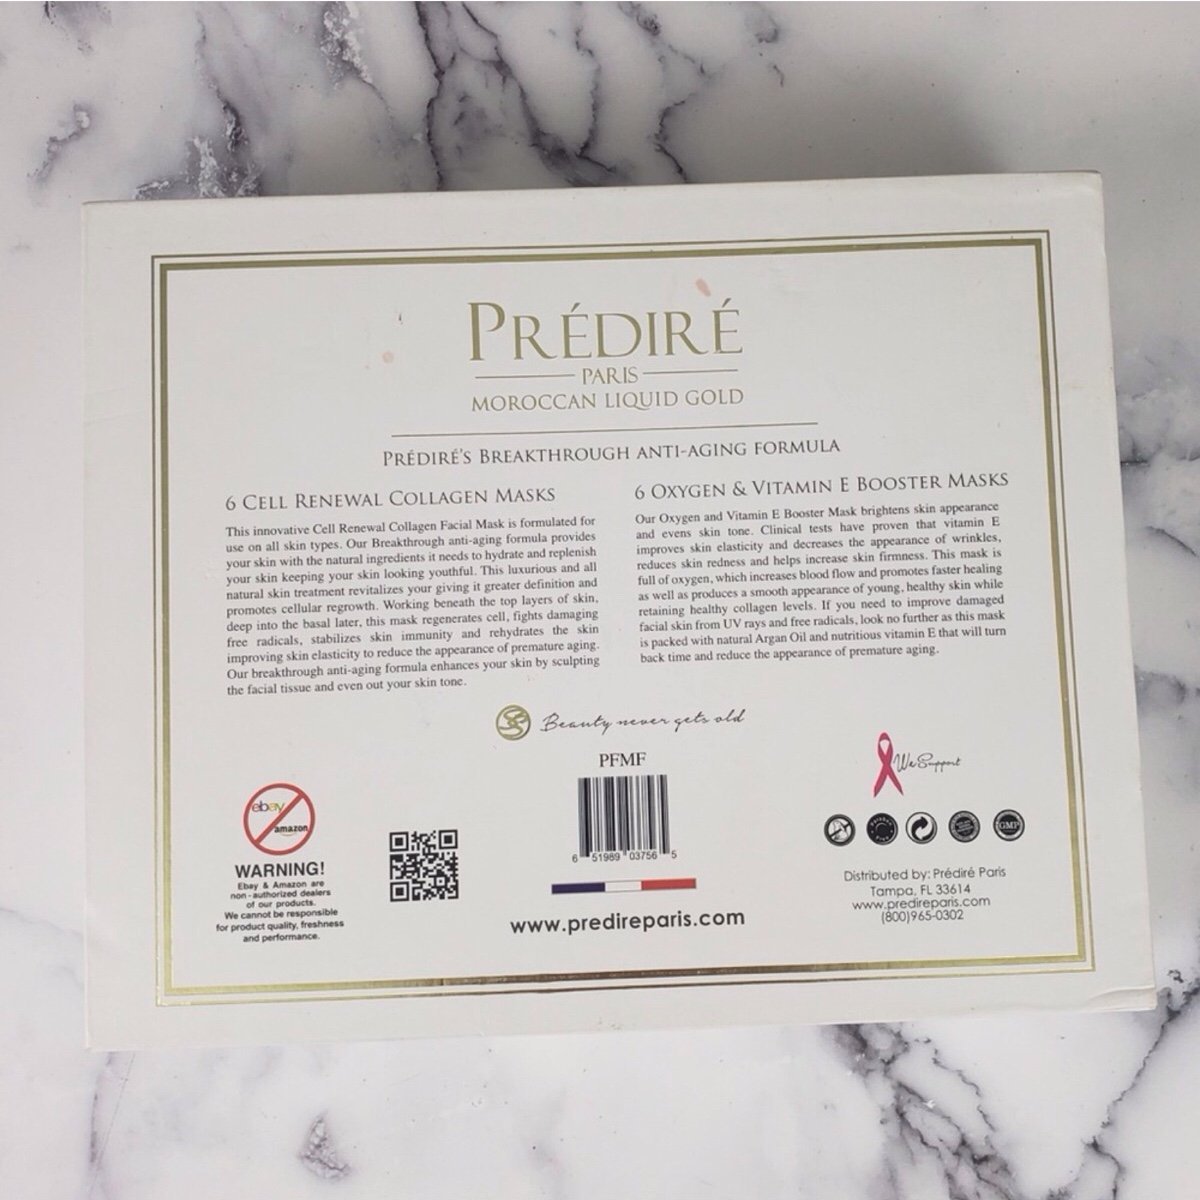 PRÉDIRÉ
PARIS
MOROCCAN LIQUID GOLD
PRÉDIRÉ'S BREAKTHROUGH ANTI-AGING FORMULA
6 CELL RENEWAL COLLAGEN MASKS
This innovative Cell Renewal Collagen Facial Mask is formulated for
use on all skin types. Our Breakthrough anti-aging formula provides
your skin with the natural ingredients it needs to hydrate and replenish
your skin keeping your skin looking youthful. This luxurious and all
natural skin treatment revitalizes your giving it greater definition and
promotes cellular regrowth. Working beneath the top layers of skin,
deep into the basal later, this mask regenerates cell, fights damaging
free radicals, stabilizes skin immunity and rehydrates the skin
improving skin elasticity to reduce the appearance of premature aging.
Our breakthrough anti-aging formula enhances your skin by sculpting
the facial tissue and even out your skin tone.
6 OXYGEN & VITAMIN E BOOSTER MASKS
Our Oxygen and Vitamin E Booster Mask brightens skin appearance
and evens skin tone. Clinical tests have proven that vitamin E
improves skin elasticity and decreases the appearance of wrinkles,
reduces skin redness and helps increase skin firmness. This mask is
full of oxygen, which increases blood flow and promotes faster healing
as well as produces a smooth appearance of young, healthy skin while
retaining healthy collagen levels. If you need to improve damaged
facial skin from UV rays and free radicals, look no further as this mask
is packed with natural Argan Oil and nutritious vitamin E that will turn
back time and reduce the appearance of premature aging.
Beauty never gets old
PFMF
6 51989 03756 5
www.predireparis.com
ebay
amazon
WARNING!
Ebay & Amazon are
non-authorized dealers
of our products.
We cannot be responsible
for product quality, freshness
and performance.
We Support
GMP
Distributed by: Prédiré Paris
Tampa, FL 33614
www.predireparis.com
(800)965-0302